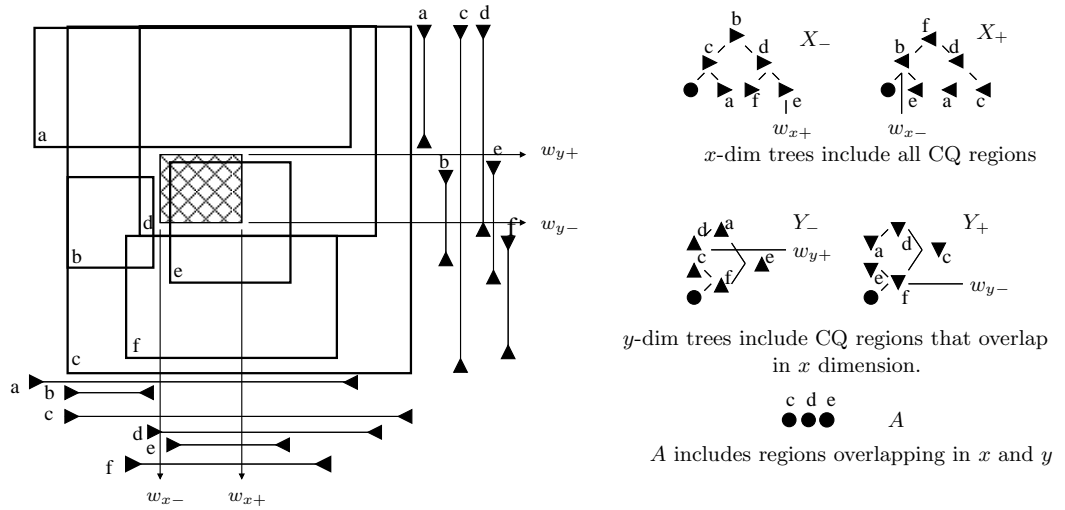 a c d
b e
f
a
b
c
d
e
f
w_{y+}
w_{y-}
a
b
c
d
e
f
w_{x-} w_{x+}
b
c d
a f e
X_-
w_{x+}
f
b d
e a c
X_+
w_{x-}
x-dim trees include all CQ regions
d a
c e
f
Y_-
w_{y+}
a d c
e f
Y_+
w_{y-}
y-dim trees include CQ regions that overlap
in x dimension.
c d e
A
A includes regions overlapping in x and y